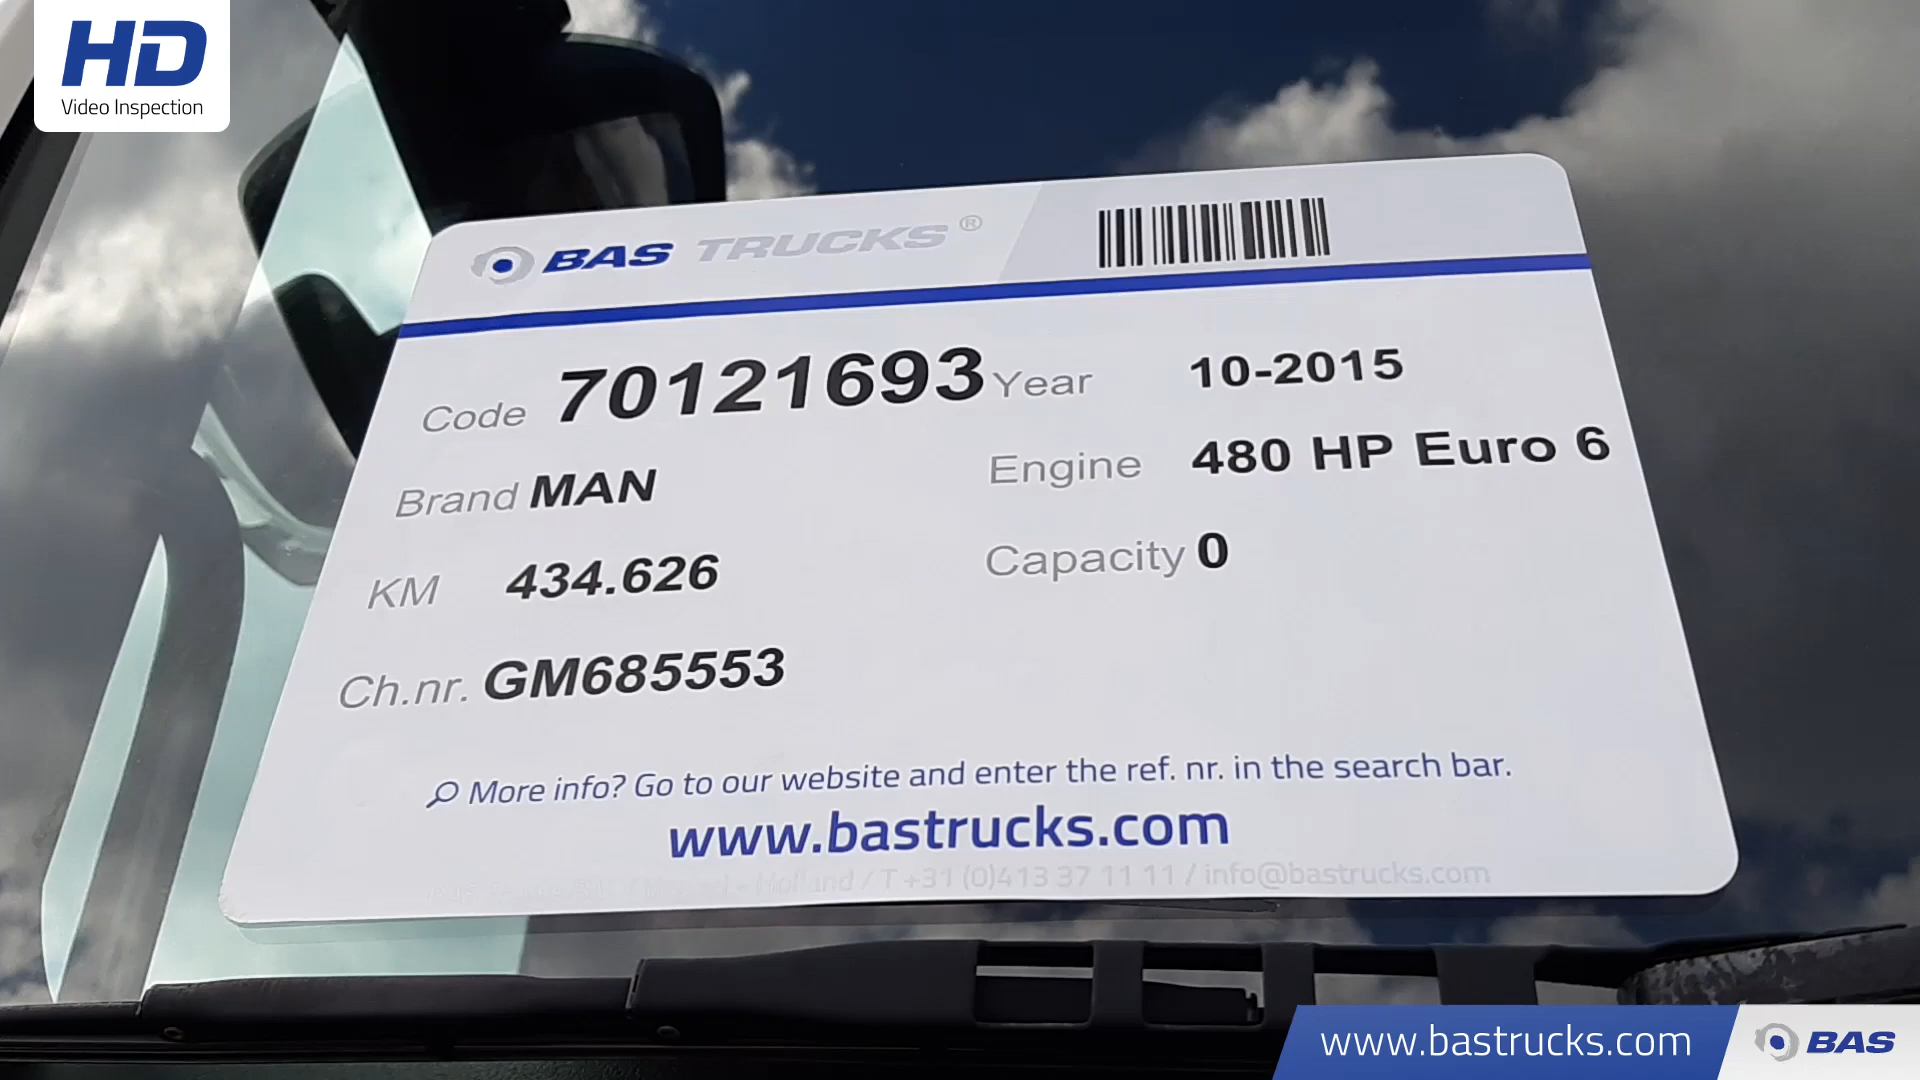 HD
Video Inspection
BAS TRUCKS ®
Code 70121693 Year 10-2015
Brand MAN Engine 480 HP Euro 6
KM 434.626 Capacity 0
Ch.nr. GM685553
More info? Go to our website and enter the ref. nr. in the search bar.
www.bastrucks.com
Holland / T +31 (0)413 37 11 11 / info@bastrucks.com
www.bastrucks.com BAS